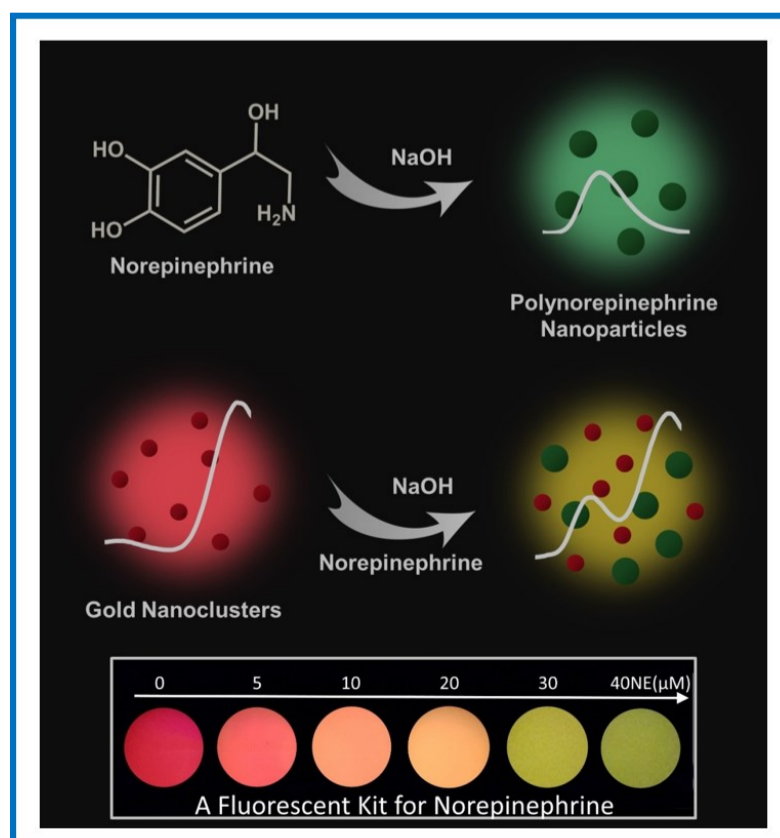 OH
HO
HO
H₂N
NaOH
Norepinephrine
Polynorepinephrine
Nanoparticles
NaOH
Norepinephrine
Gold Nanoclusters
0 5 10 20 30 40NE(μM)
A Fluorescent Kit for Norepinephrine